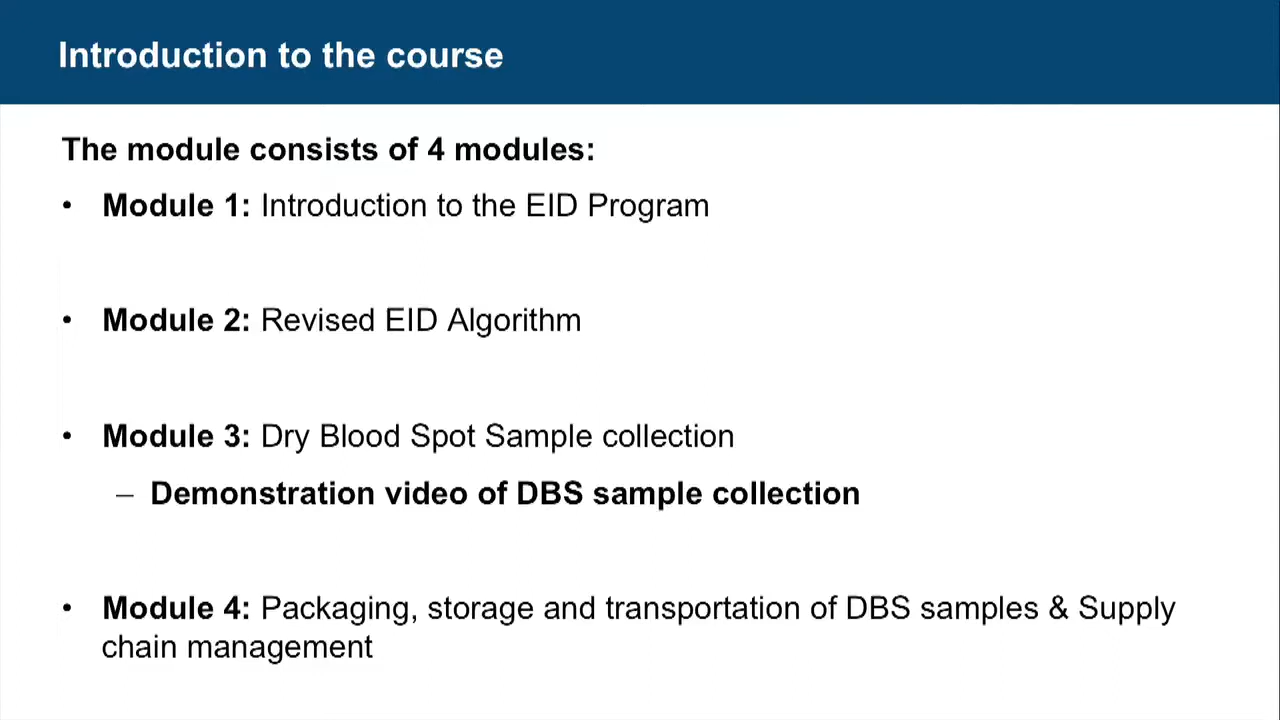 Introduction to the course
The module consists of 4 modules:
• Module 1: Introduction to the EID Program
• Module 2: Revised EID Algorithm
• Module 3: Dry Blood Spot Sample collection
– Demonstration video of DBS sample collection
• Module 4: Packaging, storage and transportation of DBS samples & Supply
chain management